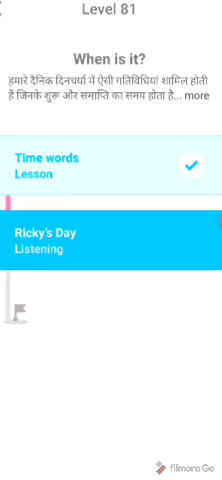 Level 81
When is it?
हमारे दैनिक दिनचर्या में ऐसी गतिविधियां शामिल होती
हैं जिनके शुरू और समाप्ति का समय होता है... more
Time words
Lesson
Ricky's Day
Listening
filmora Go